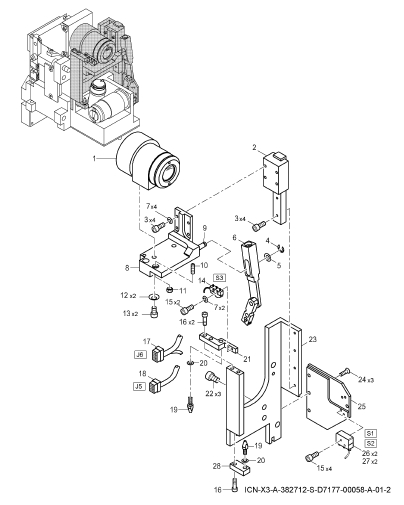 1
2
7 x4
3 x4
9
3 x4
6
4
5
8
10
S3
14
11
12 x2
15 x2
7 x2
13 x2
16 x2
23
17
J6
21
20
18
J5
22 x3
24 x3
25
19
S1
S2
19
20
28
26 x2
27 x2
15 x4
16
ICN-X3-A-382712-S-D7177-00058-A-01-2